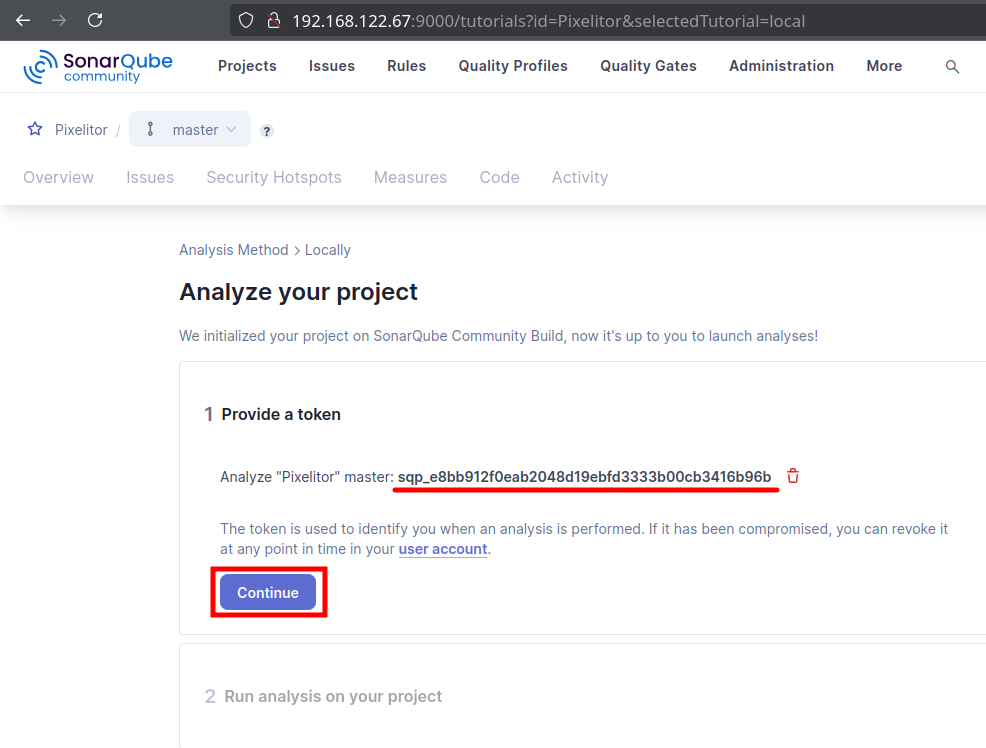 192.168.122.67:9000/tutorials?id=Pixelitor&selectedTutorial=local
SonarQube
community
Projects Issues Rules Quality Profiles Quality Gates Administration More
Pixelitor / master ?
Overview Issues Security Hotspots Measures Code Activity
Analysis Method > Locally
Analyze your project
We initialized your project on SonarQube Community Build, now it's up to you to launch analyses!
1 Provide a token
Analyze "Pixelitor" master: sqp_e8bb912f0eab2048d19ebfd3333b00cb3416b96b
The token is used to identify you when an analysis is performed. If it has been compromised, you can revoke it
at any point in time in your user account.
Continue
2 Run analysis on your project